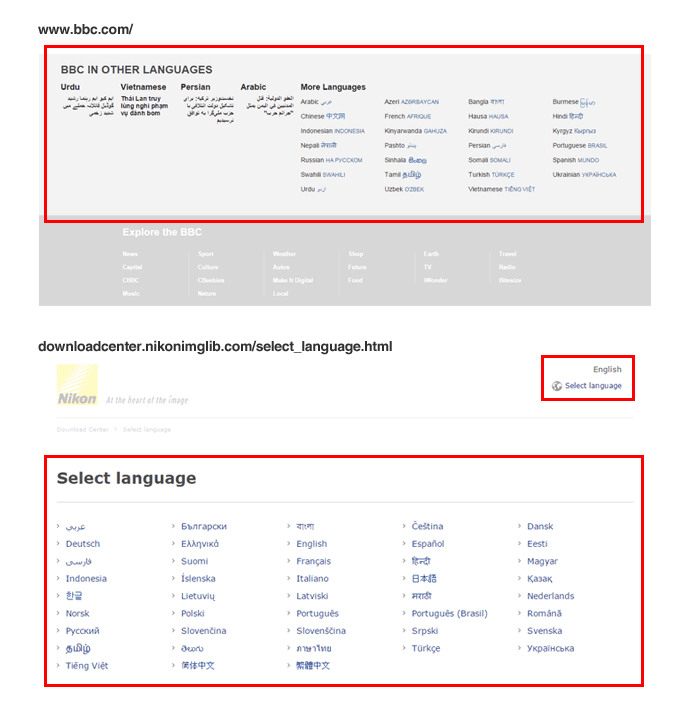 www.bbc.com/
BBC IN OTHER LANGUAGES
Urdu Vietnamese Persian Arabic More Languages
Thái Lan truy
lùng nghi phạm
vụ đánh bom
Arabic عربي Azeri AZƏRBAYCAN Bangla বাংলা Burmese
Chinese 中文网 French AFRIQUE Hausa HAUSA Hindi हिन्दी
Indonesian INDONESIA Kinyarwanda GAHUZA Kirundi KIRUNDI Kyrgyz Кыргыз
Nepali नेपाली Pashto پښتو Persian فارسی Portuguese BRASIL
Russian НА РУССКОМ Sinhala සිංහල Somali SOMALI Spanish MUNDO
Swahili SWAHILI Tamil தமிழ் Turkish TÜRKÇE Ukrainian УКРАЇНСЬКА
Urdu اردو Uzbek O'ZBEK Vietnamese TIẾNG VIỆT
Explore the BBC
News Sport Weather Shop Earth Travel
Capital Culture Autos Future TV Radio
CBBC CBeebies Make It Digital Food iWonder Bitesize
Music Nature Local
downloadcenter.nikonimglib.com/select_language.html
Nikon At the heart of the image
English
Select language
Download Center › Select language
Select language
› عربي › Български › বাংলা › Čeština › Dansk
› Deutsch › Ελληνικά › English › Español › Eesti
› فارسی › Suomi › Français › हिन्दी › Magyar
› Indonesia › Íslenska › Italiano › 日本語 › Қазақ
› 한글 › Lietuvių › Latviski › मराठी › Nederlands
› Norsk › Polski › Português › Português (Brasil) › Română
› Русский › Slovenčina › Slovenščina › Srpski › Svenska
› தமிழ் › తెలుగు › ภาษาไทย › Türkçe › Українська
› Tiếng Việt › 简体中文 › 繁體中文